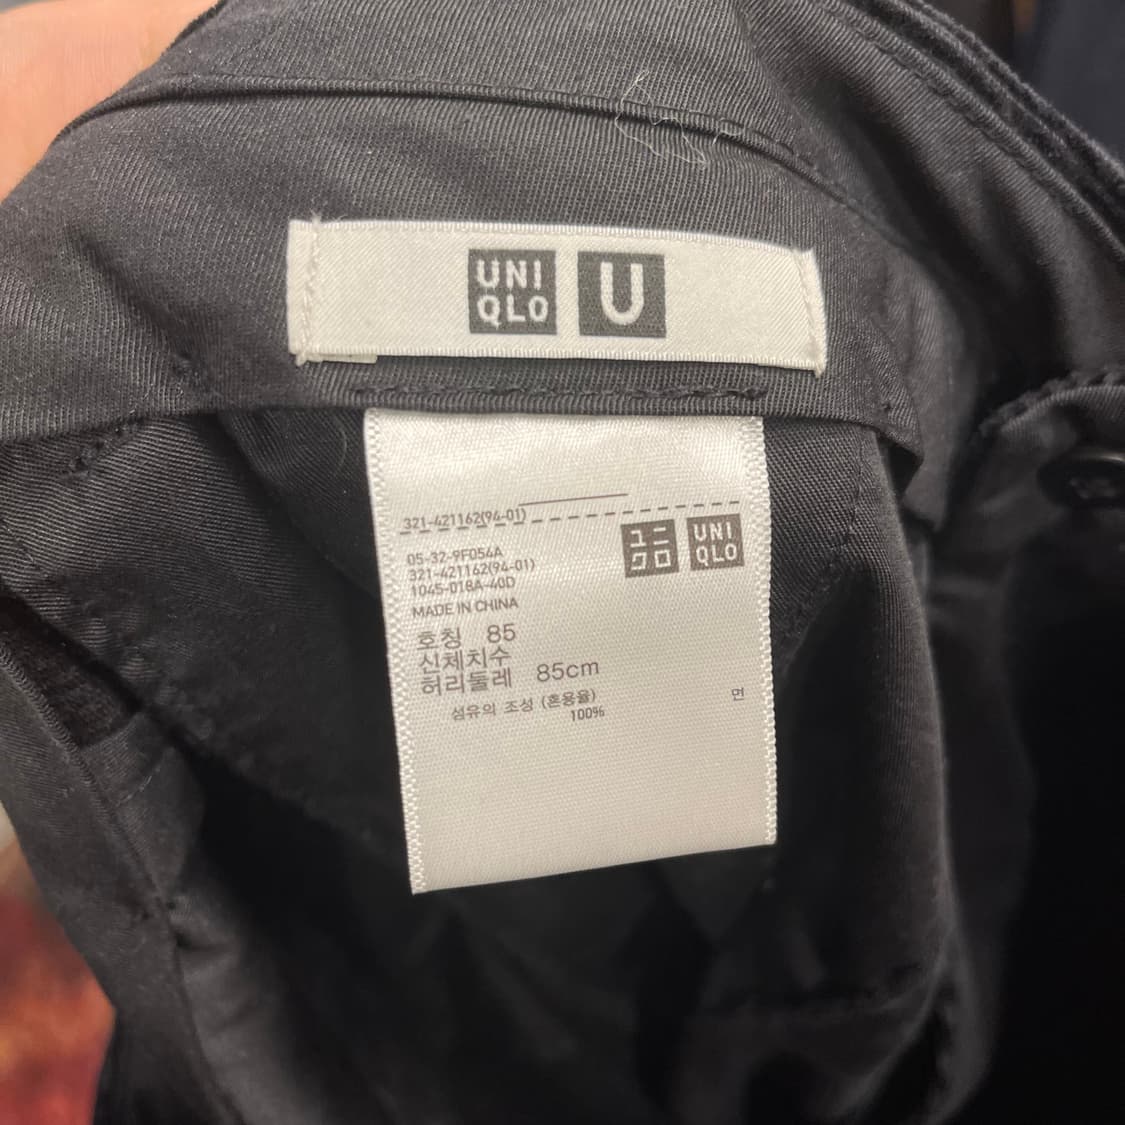 UNI
QLO
U
321-421162(94-01)
ユニ
クロ
UNI
QLO
05-32-9F054A
321-421162(94-01)
1045-018A-40D
MADE IN CHINA
호칭 85
신체치수
허리둘레 85cm
섬유의 조성 (혼용율)
면
100%